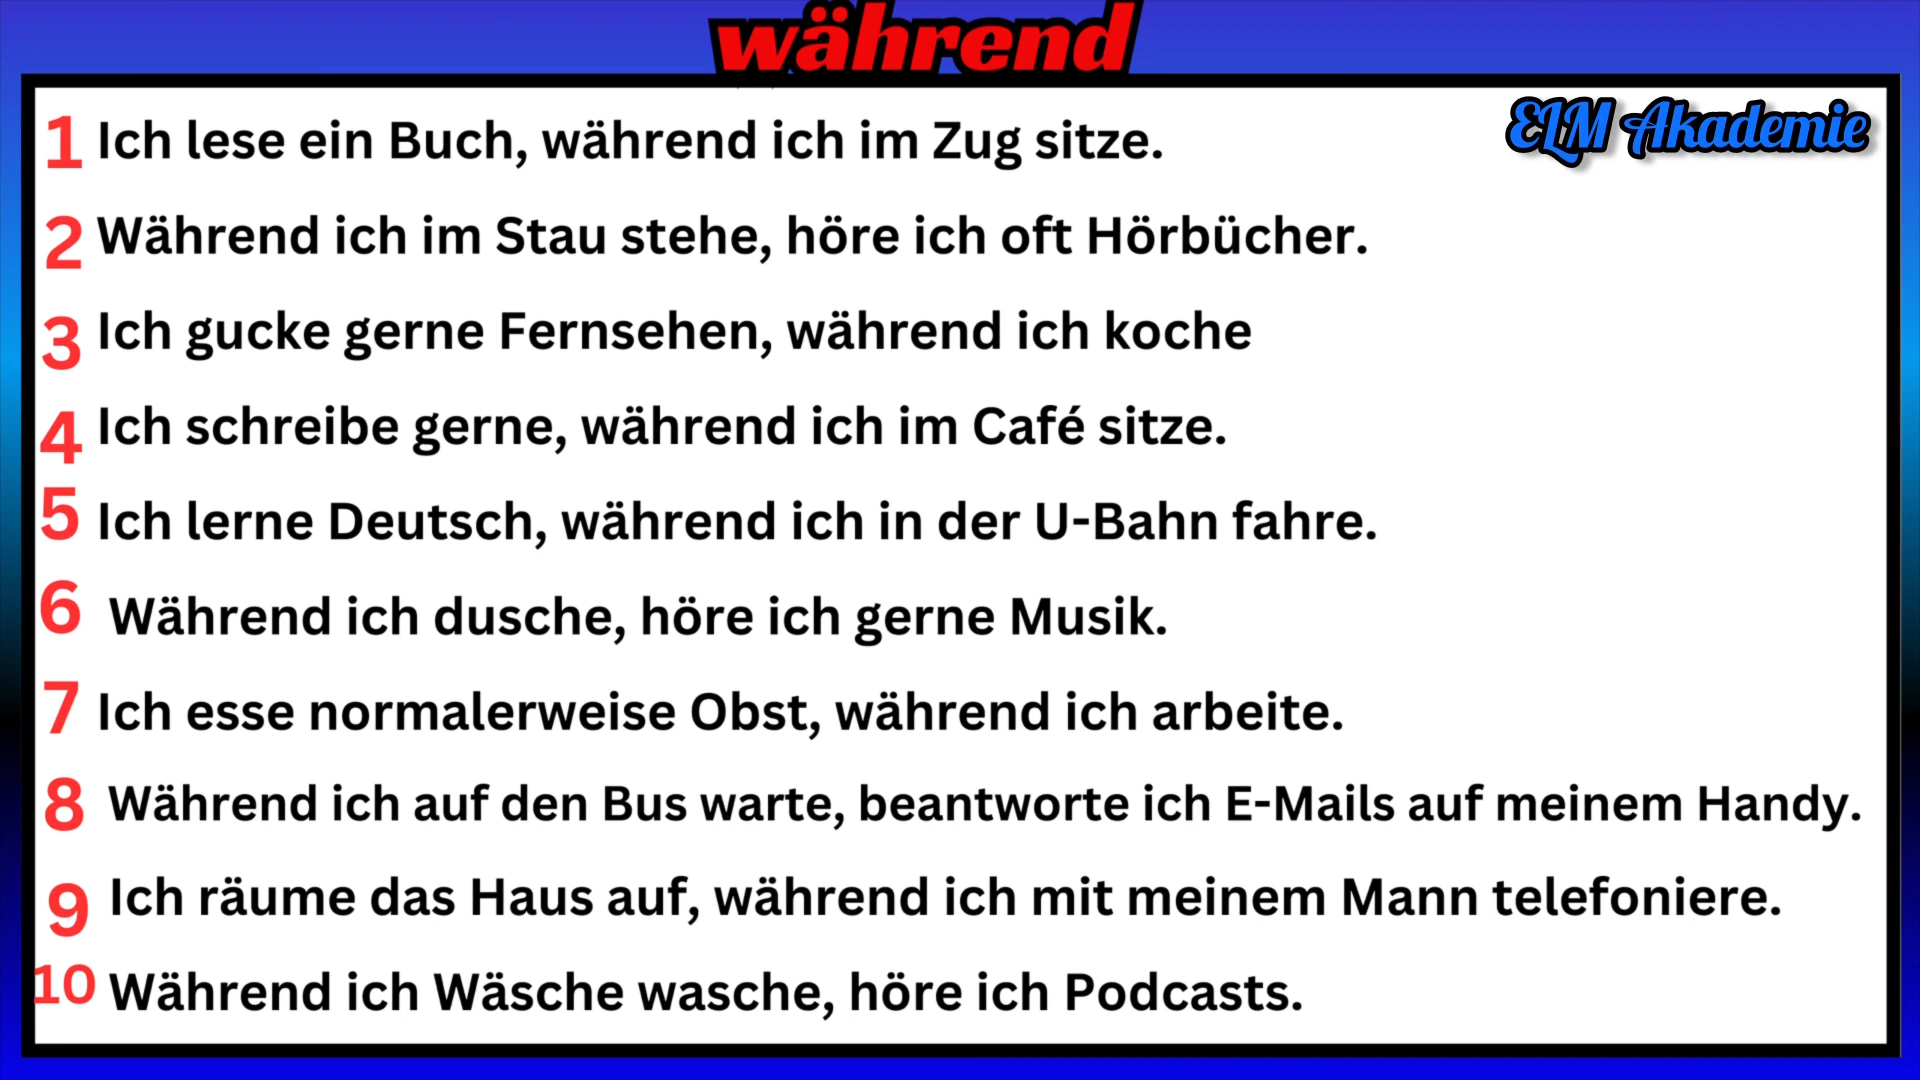 während
ELM Akademie
1 Ich lese ein Buch, während ich im Zug sitze.
2 Während ich im Stau stehe, höre ich oft Hörbücher.
3 Ich gucke gerne Fernsehen, während ich koche
4 Ich schreibe gerne, während ich im Café sitze.
5 Ich lerne Deutsch, während ich in der U-Bahn fahre.
6 Während ich dusche, höre ich gerne Musik.
7 Ich esse normalerweise Obst, während ich arbeite.
8 Während ich auf den Bus warte, beantworte ich E-Mails auf meinem Handy.
9 Ich räume das Haus auf, während ich mit meinem Mann telefoniere.
10 Während ich Wäsche wasche, höre ich Podcasts.